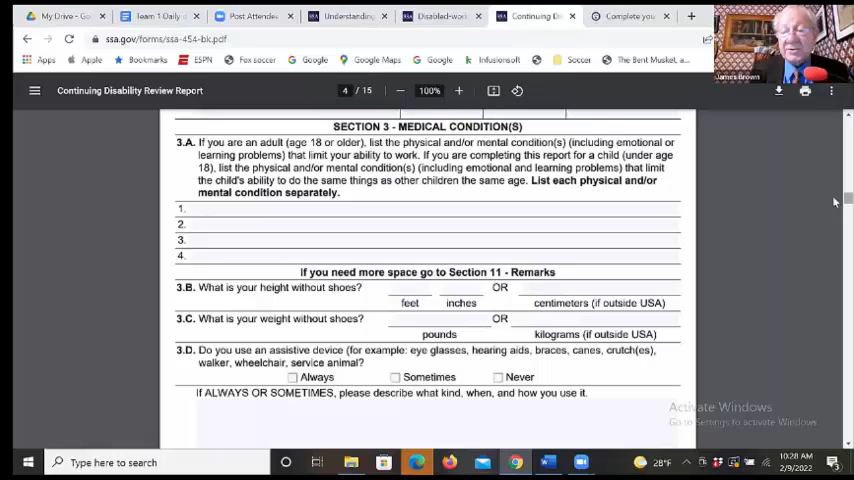 My Drive - Go
Team 1 Daily d
Post Attendee
Understanding
Disabled-work
Continuing Dis
Complete your
ssa.gov/forms/ssa-454-bk.pdf
Apps Apple Bookmarks ESPN Fox soccer Google Google Maps Google Infusionsoft Soccer The Bent Musket,
James Brown
Continuing Disability Review Report
4 / 15
100%
SECTION 3 - MEDICAL CONDITION(S)
3.A. If you are an adult (age 18 or older), list the physical and/or mental condition(s) (including emotional or
learning problems) that limit your ability to work. If you are completing this report for a child (under age
18), list the physical and/or mental condition(s) (including emotional and learning problems) that limit
the child's ability to do the same things as other children the same age. List each physical and/or
mental condition separately.
1.
2.
3.
4.
If you need more space go to Section 11 - Remarks
3.B. What is your height without shoes? OR
feet inches centimeters (if outside USA)
3.C. What is your weight without shoes? OR
pounds kilograms (if outside USA)
3.D. Do you use an assistive device (for example: eye glasses, hearing aids, braces, canes, crutch(es),
walker, wheelchair, service animal?
Always Sometimes Never
If ALWAYS OR SOMETIMES, please describe what kind, when, and how you use it.
Activate Windows
Go to Settings to activate Windows.
Type here to search
28°F
10:28 AM
2/9/2022